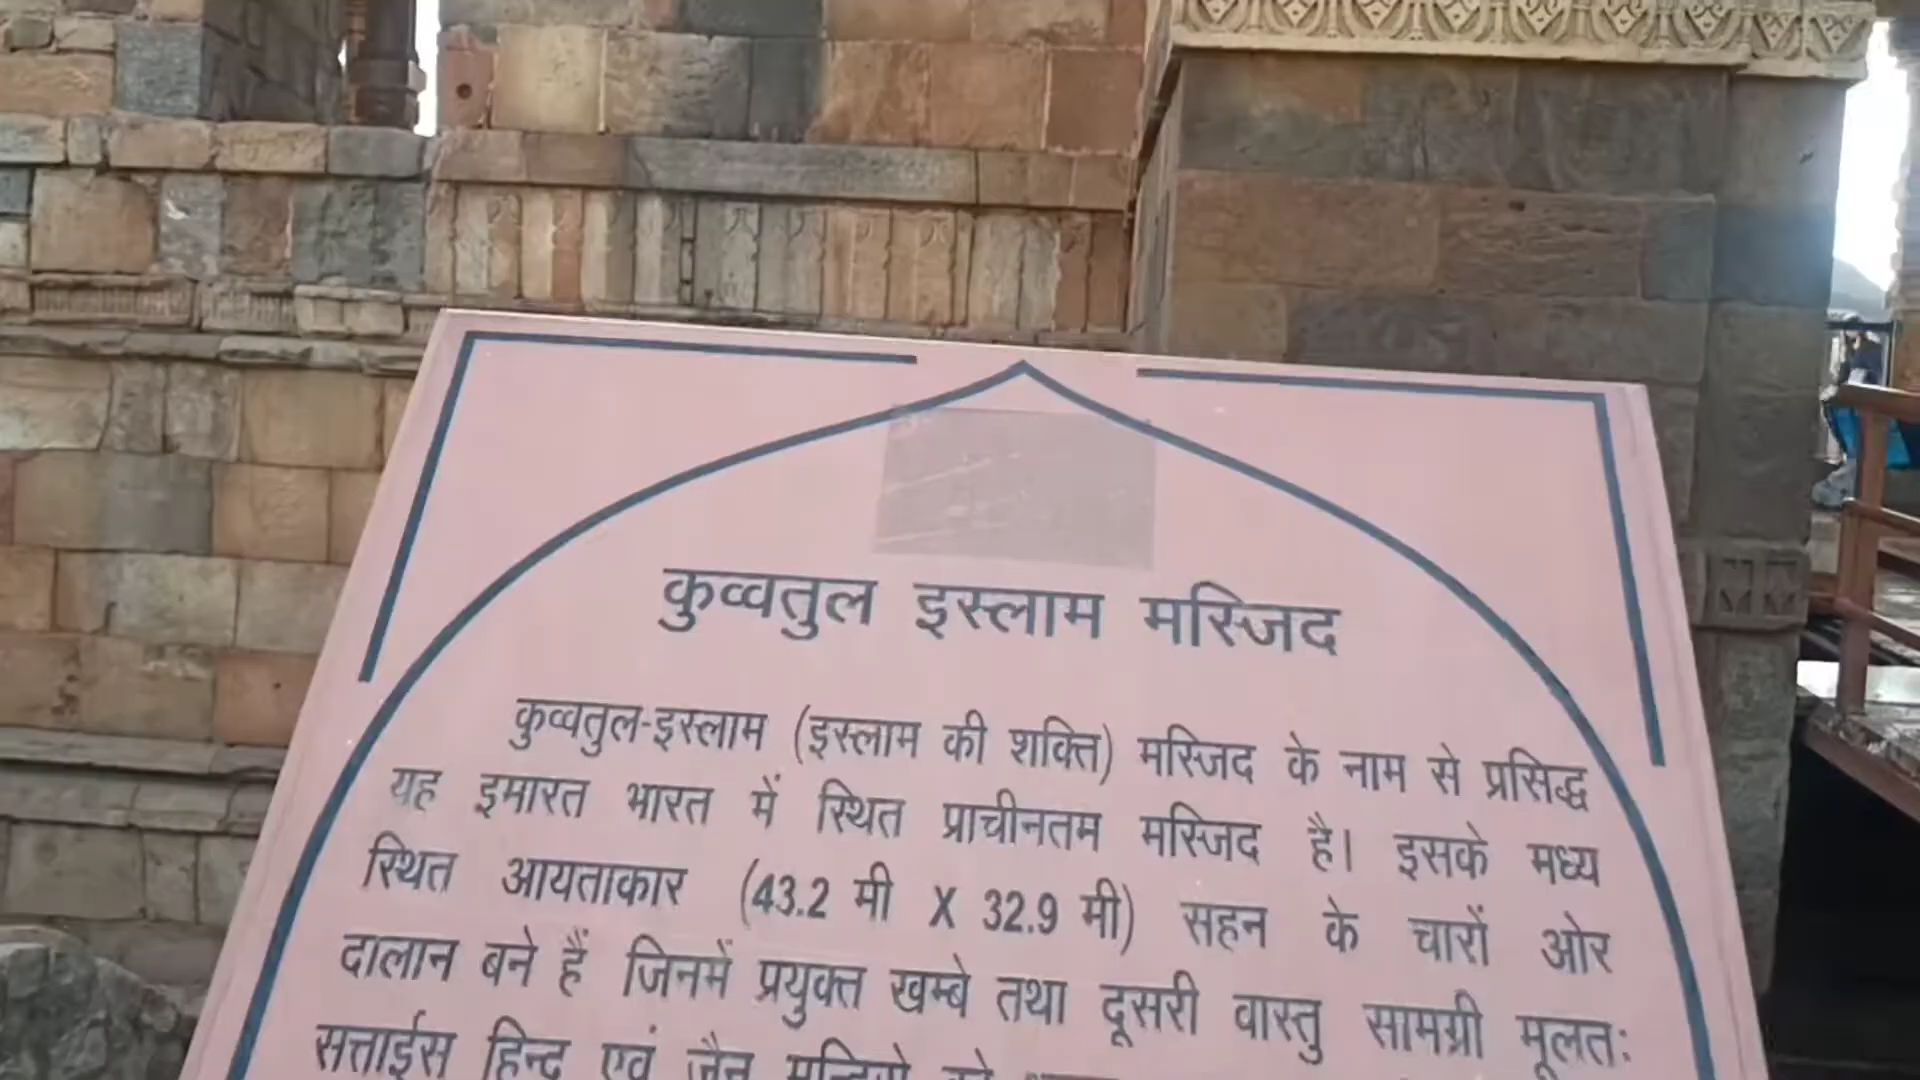 कुव्वतुल इस्लाम मस्जिद
कुव्वतुल-इस्लाम (इस्लाम की शक्ति) मस्जिद के नाम से प्रसिद्ध
यह इमारत भारत में स्थित प्राचीनतम मस्जिद है। इसके मध्य
स्थित आयताकार (43.2 मी X 32.9 मी) सहन के चारों ओर
दालान बने हैं जिनमें प्रयुक्त खम्बे तथा दूसरी वास्तु सामग्री मूलतः
सत्ताईस हिन्दू एवं जैन